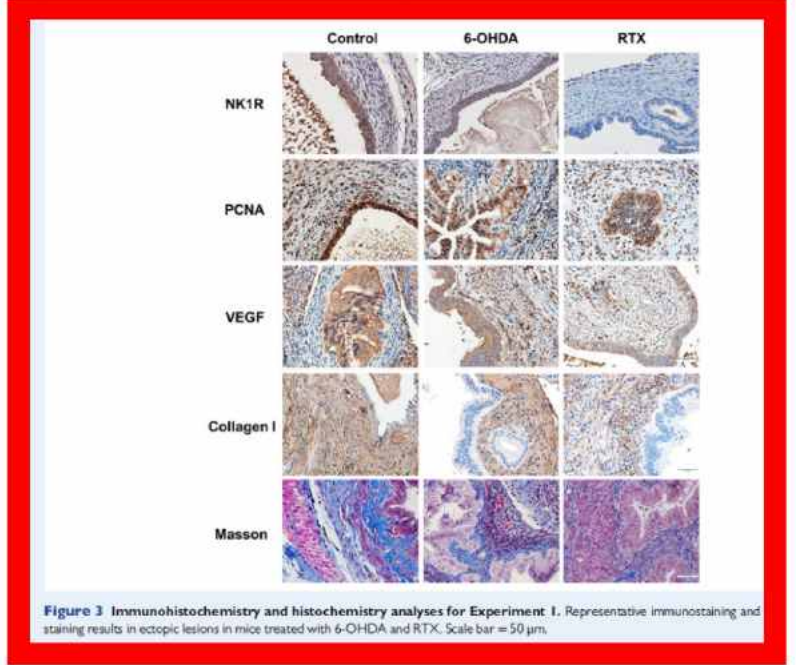 Control 6-OHDA RTX
NK1R
PCNA
VEGF
Collagen I
Masson
Figure 3 Immunohistochemistry and histochemistry analyses for Experiment 1. Representative immunostaining and
staining results in ectopic lesions in mice treated with 6-OHDA and RTX. Scale bar = 50 μm.